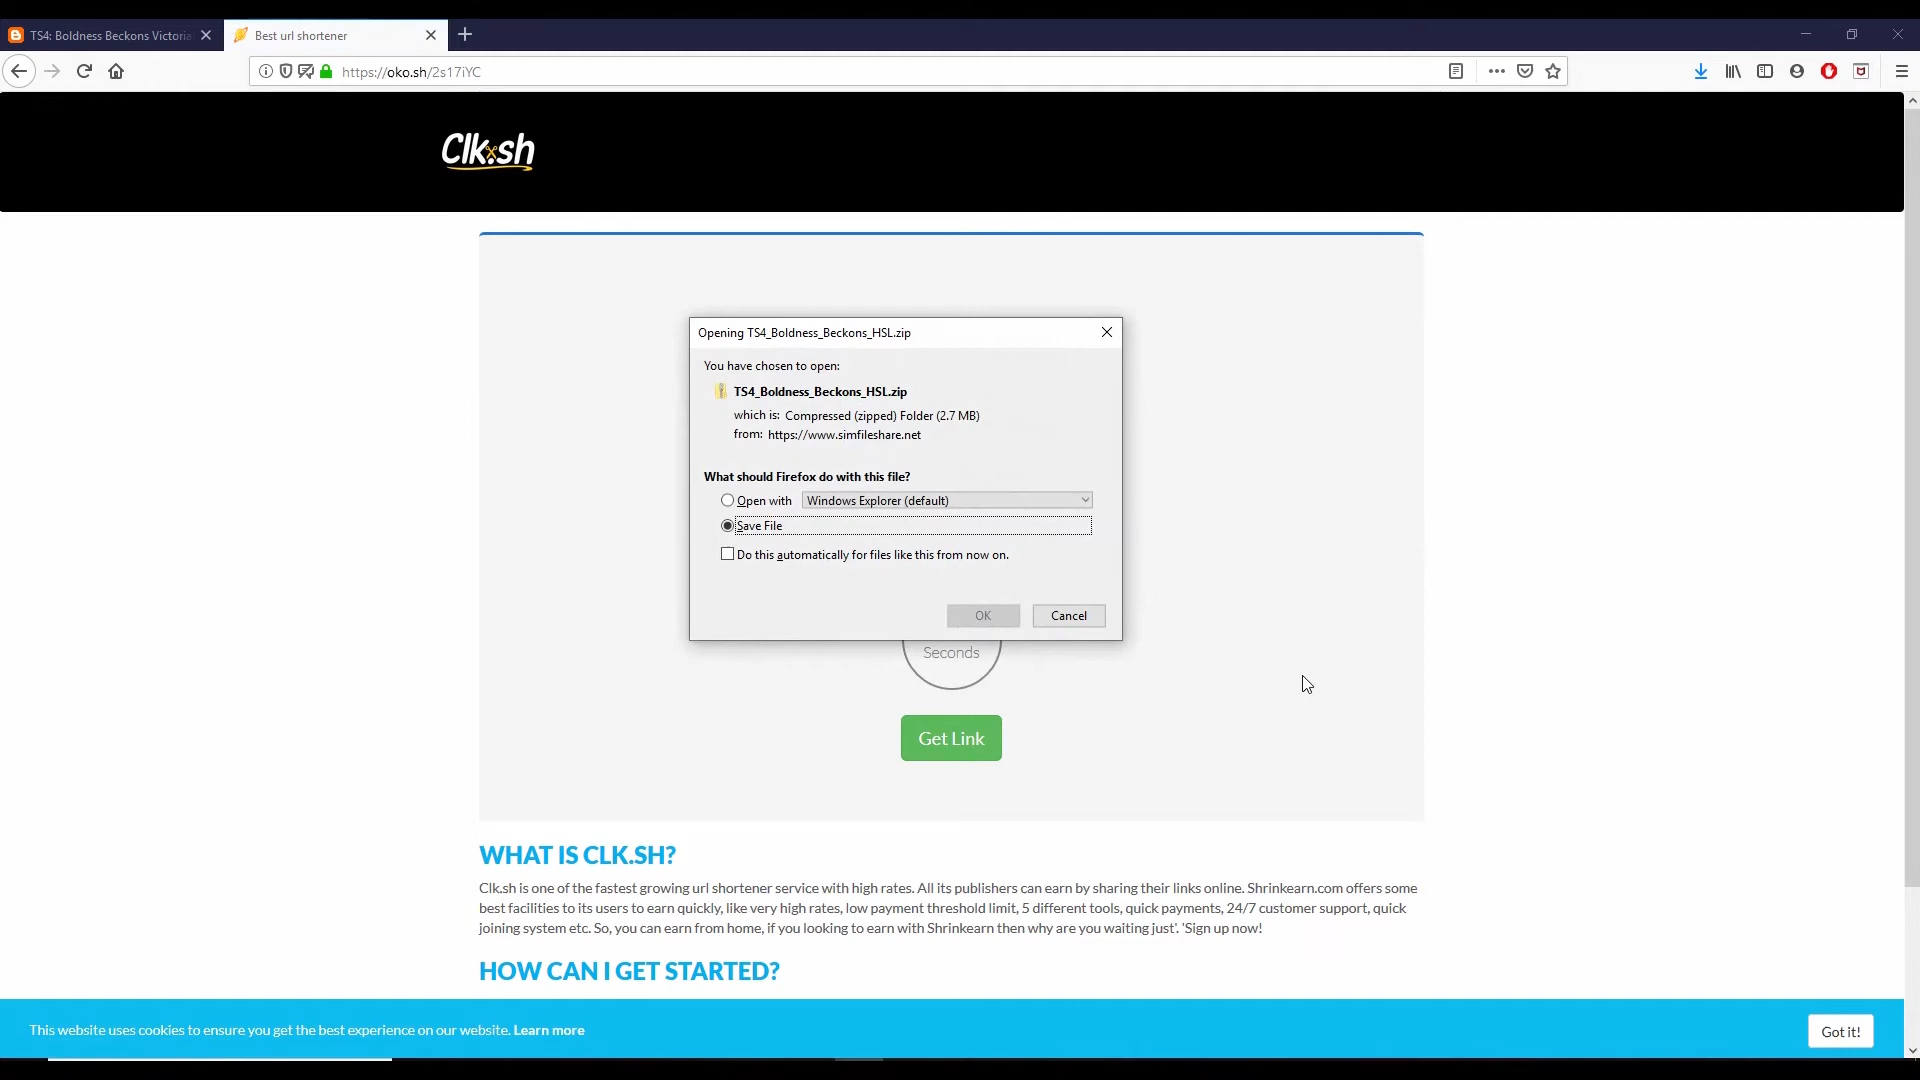 TS4: Boldness Beckons Victoria
Best url shortener
https://oko.sh/2s17iYC
Clk.sh
Opening TS4_Boldness_Beckons_HSL.zip
You have chosen to open:
TS4_Boldness_Beckons_HSL.zip
which is: Compressed (zipped) Folder (2.7 MB)
from: https://www.simfileshare.net
What should Firefox do with this file?
Open with Windows Explorer (default)
Save File
Do this automatically for files like this from now on.
OK Cancel
Seconds
Get Link
WHAT IS CLK.SH?
Clk.sh is one of the fastest growing url shortener service with high rates. All its publishers can earn by sharing their links online. Shrinkearn.com offers some
best facilities to its users to earn quickly, like very high rates, low payment threshold limit, 5 different tools, quick payments, 24/7 customer support, quick
joining system etc. So, you can earn from home, if you looking to earn with Shrinkearn then why are you waiting just'. 'Sign up now!
HOW CAN I GET STARTED?
This website uses cookies to ensure you get the best experience on our website. Learn more
Got it!